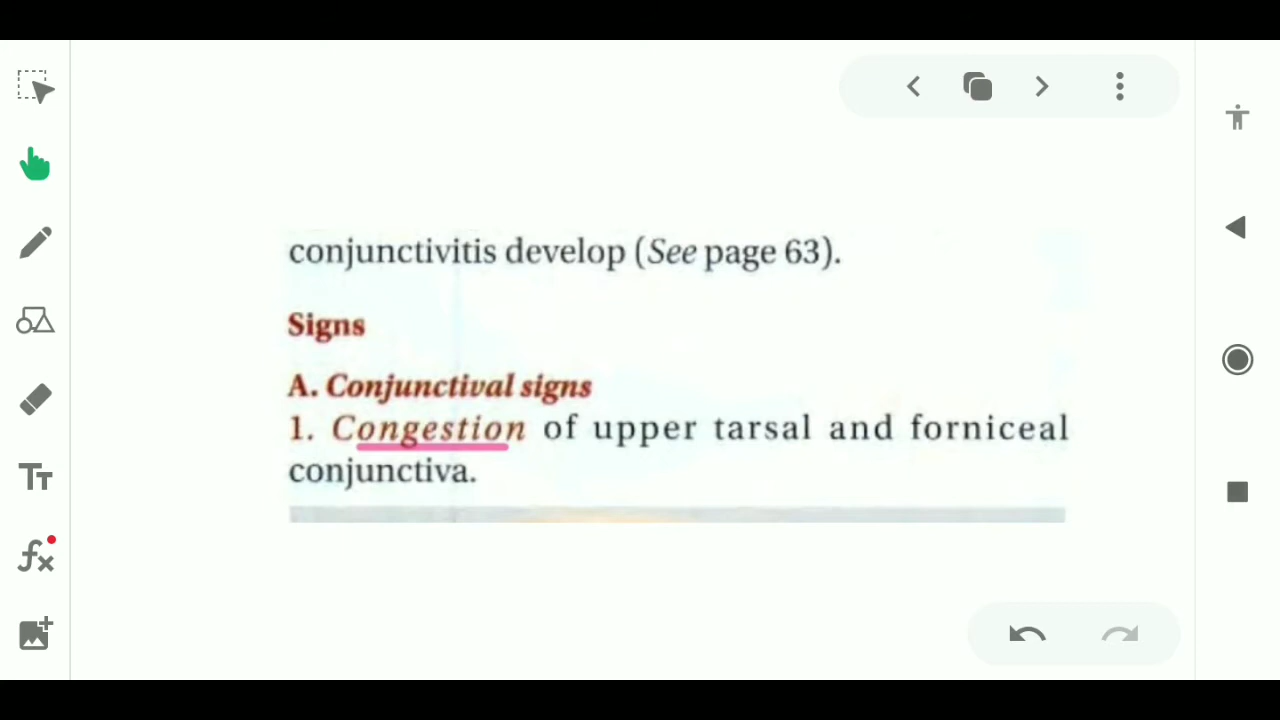 conjunctivitis develop (See page 63).
Signs
A. Conjunctival signs
1. Congestion of upper tarsal and forniceal
conjunctiva.